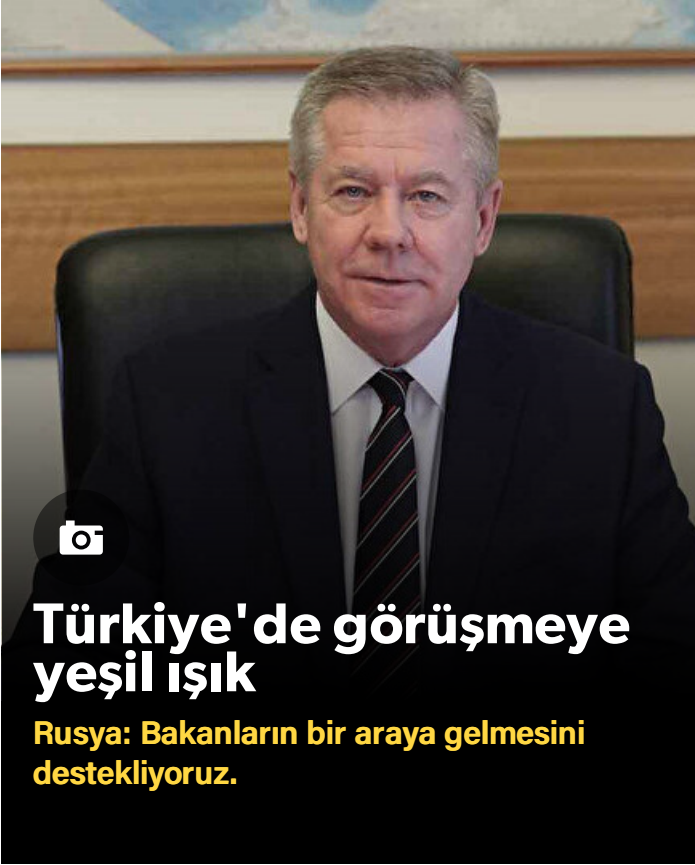 Türkiye'de görüşmeye
yeşil ışık
Rusya: Bakanların bir araya gelmesini
destekliyoruz.